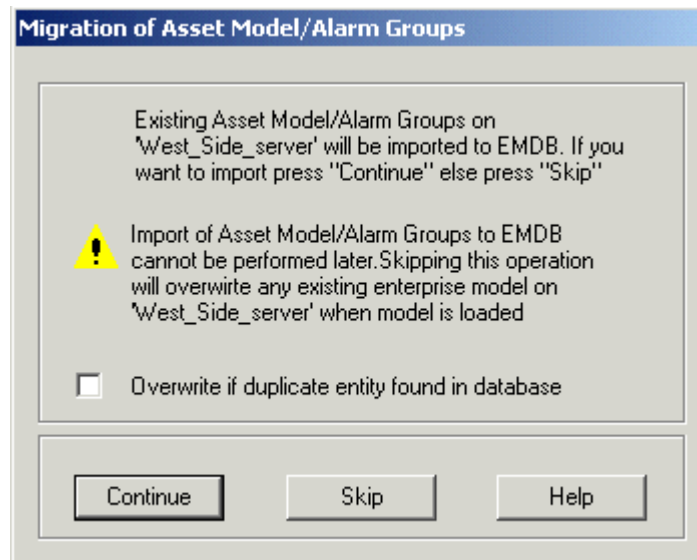 Migration of Asset Model/Alarm Groups
Existing Asset Model/Alarm Groups on
'West_Side_server' will be imported to EMDB. If you
want to import press "Continue" else press "Skip"
Import of Asset Model/Alarm Groups to EMDB
cannot be performed later.Skipping this operation
will overwirte any existing enterprise model on
'West_Side_server' when model is loaded
Overwrite if duplicate entity found in database
Continue
Skip
Help